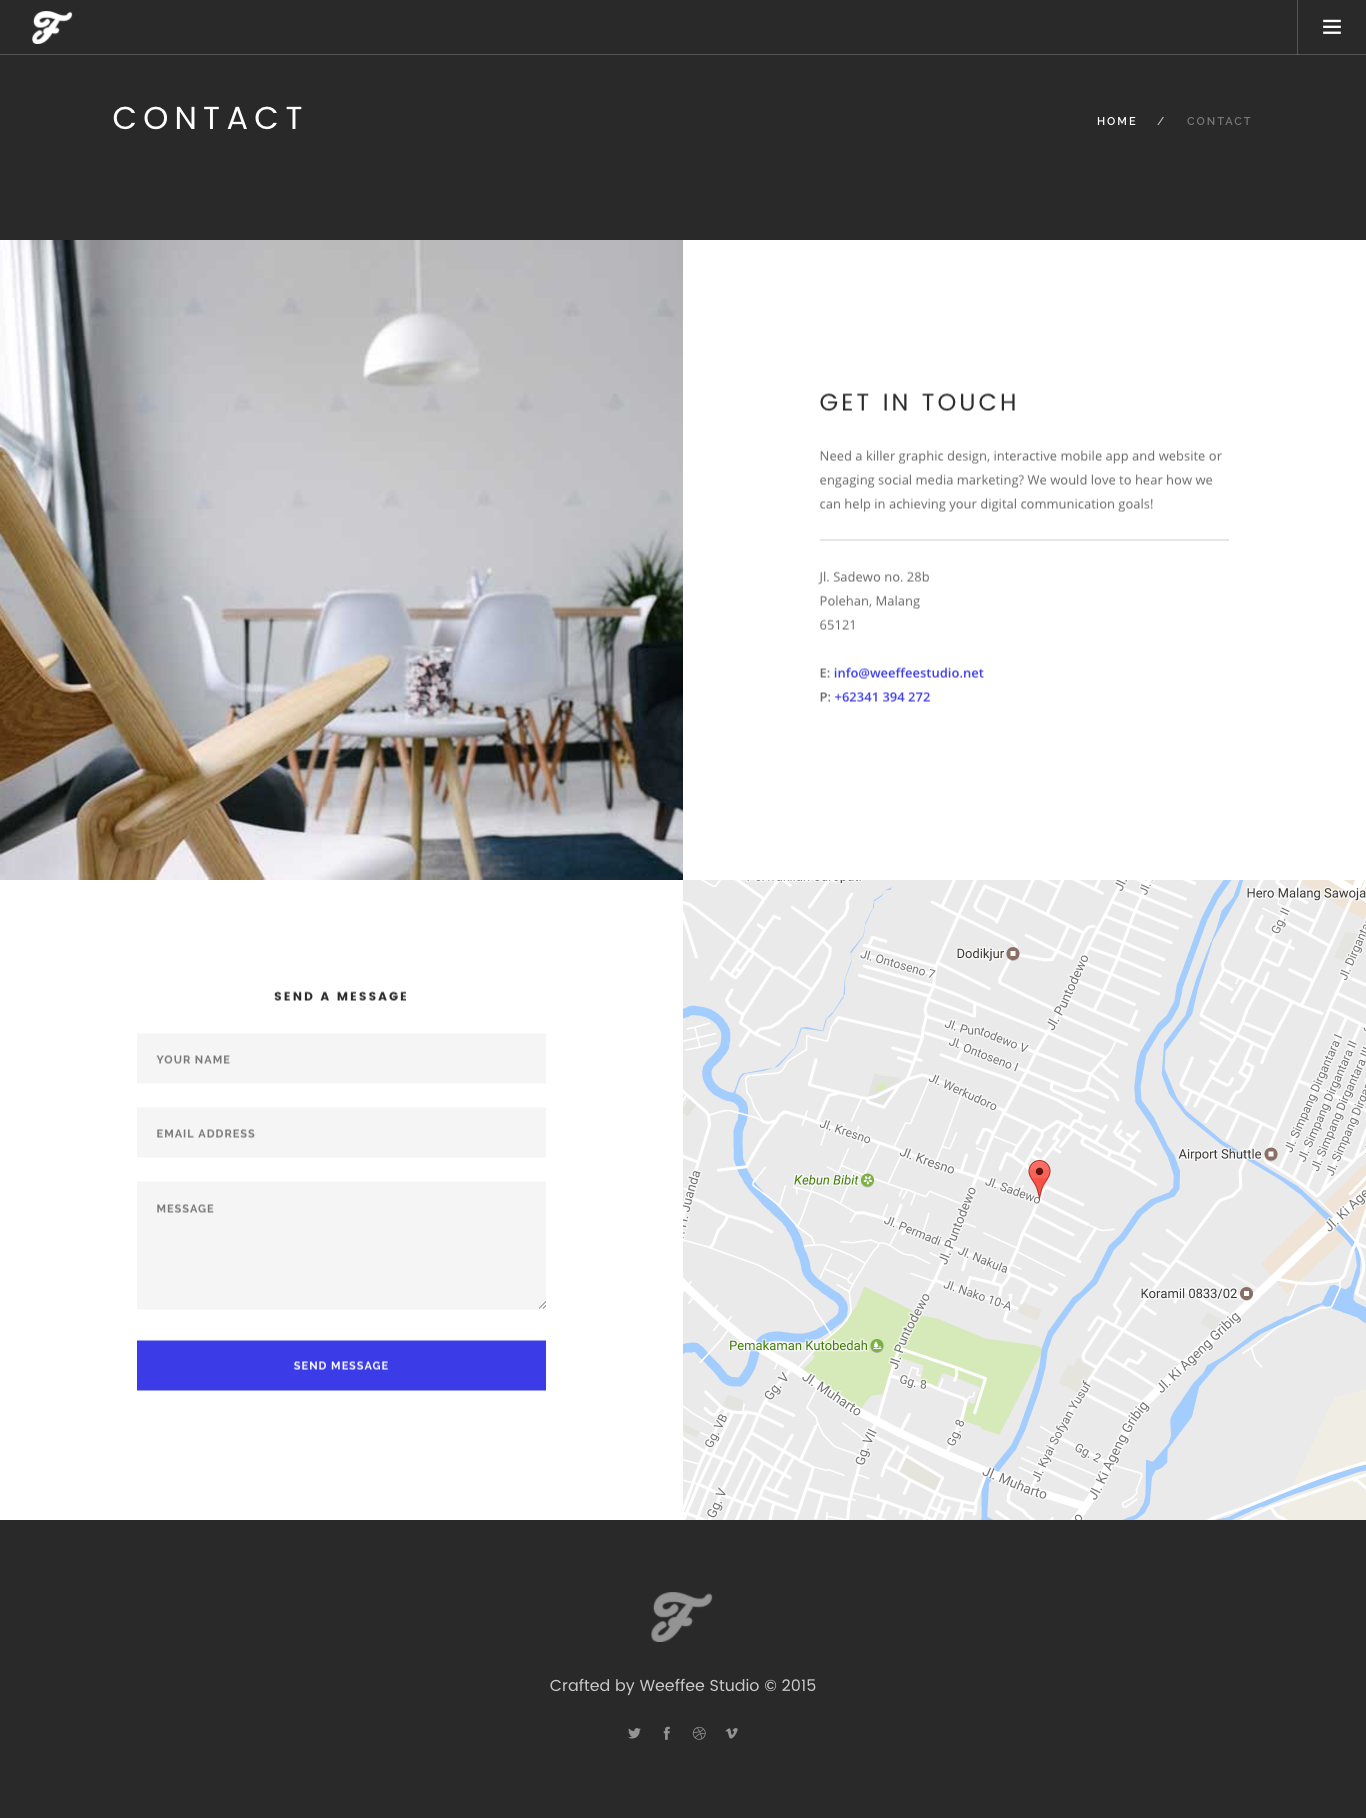 CONTACT
HOME / CONTACT
GET IN TOUCH
Need a killer graphic design, interactive mobile app and website or
engaging social media marketing? We would love to hear how we
can help in achieving your digital communication goals!
Jl. Sadewo no. 28b
Polehan, Malang
65121
E: info@weeffeestudio.net
P: +62341 394 272
SEND A MESSAGE
YOUR NAME
EMAIL ADDRESS
MESSAGE
SEND MESSAGE
Hero Malang Sawoja
Gg. II
Jl. Dirganta
Dodikjur
Jl. Ontoseno 7
Jl. Puntodewo
Jl. Puntodewo V
Jl. Ontoseno I
Jl. Werkudoro
Jl. Simpang Dirgantara I
Jl. Simpang Dirgantara II
Jl. Simpang Dirgantara III
Jl. Kresno
Jl. Kresno
Airport Shuttle
Kebun Bibit
Jl. Sadewo
Juanda
Jl. Puntodewo
Jl. Permadi
Jl. Nakula
Jl. Ki Age
Jl. Nako 10-A
Koramil 0833/02
Jl. Puntodewo
Pemakaman Kutobedah
Jl. Ki Ageng Gribig
Gg. V
Gg. 8
Jl. Muharto
Gg. VB
Gg. VII
Gg. 8
Jl. Kyai Sofyan Yusuf
Gg. 2
Jl. Ki Ageng Gribig
Gg. V
Jl. Muharto
Crafted by Weeffee Studio © 2015